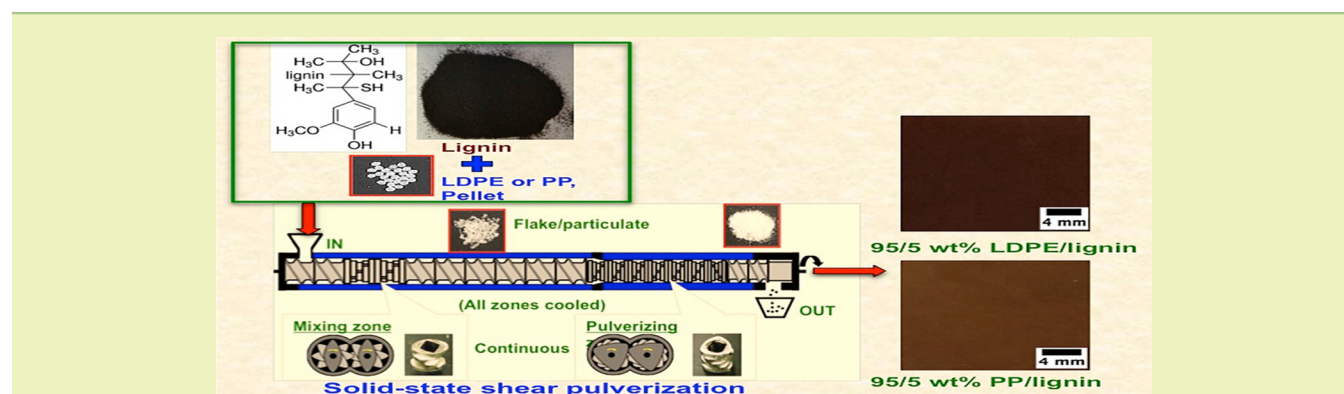 CH3
H3C OH
lignin CH3
H3C SH
H3CO H
OH
Lignin
+
LDPE or PP,
Pellet
IN
Flake/particulate
(All zones cooled)
OUT
Mixing zone
Continuous
Pulverizing
Solid-state shear pulverization
4 mm
95/5 wt% LDPE/lignin
4 mm
95/5 wt% PP/lignin